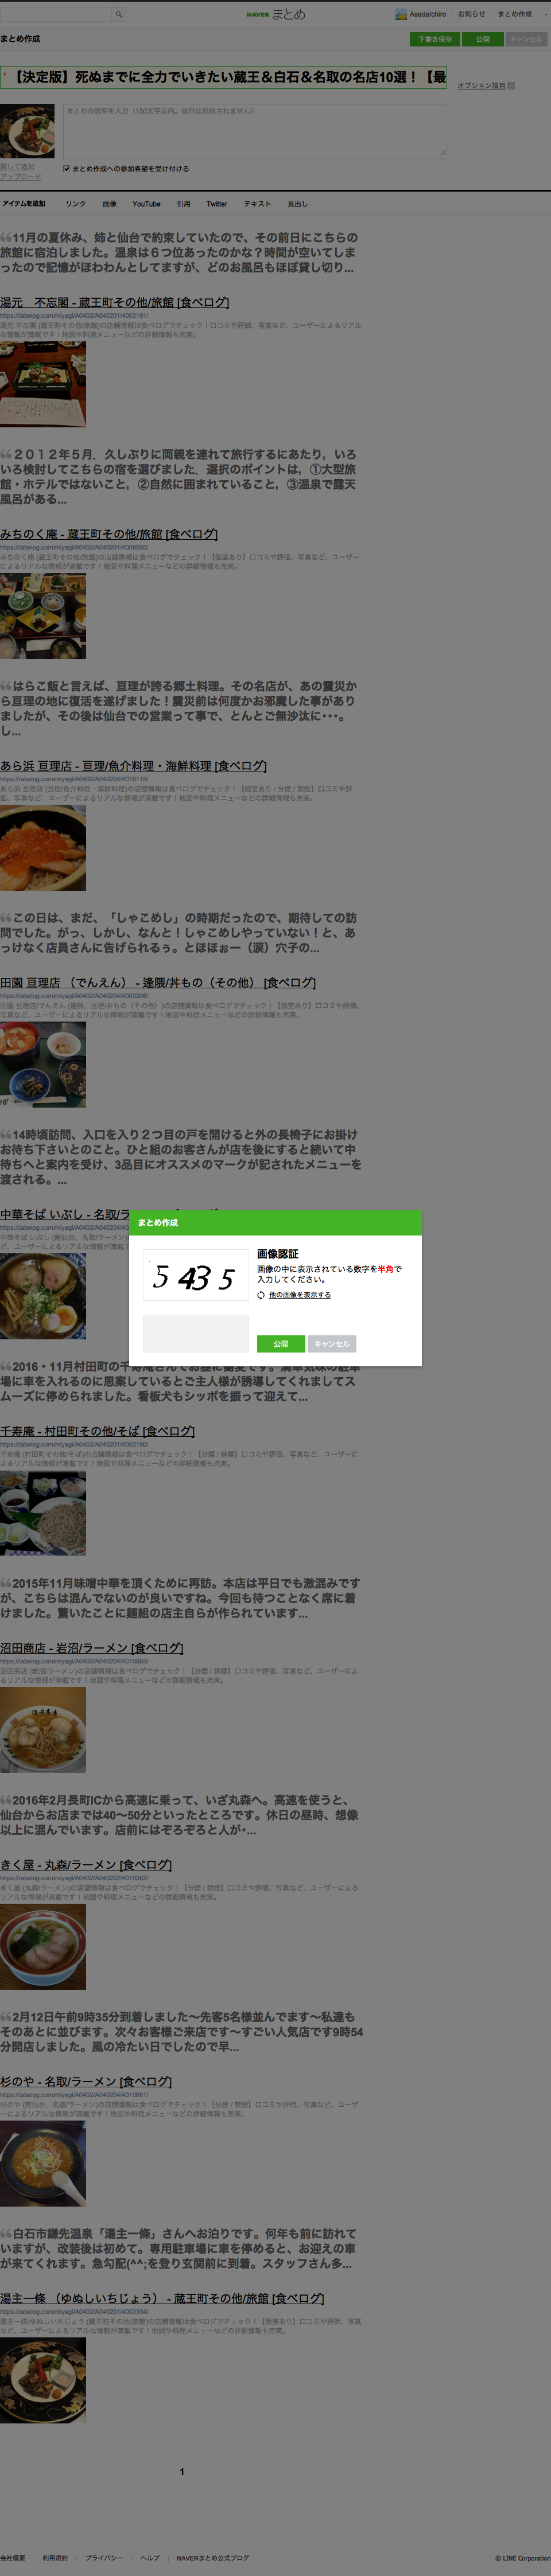 NAVER まとめ
Asadaichiro お知らせ まとめ作成
まとめ作成
下書き保存 公開 キャンセル
【決定版】死ぬまでに全力でいきたい蔵王＆白石＆名取の名店10選！【最
オプション項目
まとめの説明を入力（150文字以内。改行は反映されません）
探して追加
アップロード
まとめ作成への参加希望を受け付ける
アイテムを追加 リンク 画像 YouTube 引用 Twitter テキスト 見出し
11月の夏休み、姉と仙台で約束していたので、その前日にこちらの
旅館に宿泊しました。温泉は６つ位あったのかな？時間が空いてしま
ったので記憶がほわわんとしてますが、どのお風呂もほぼ貸し切り...
湯元 不忘閣 - 蔵王町その他/旅館 [食べログ]
https://tabelog.com/miyagi/A0402/A040201/4003191/
湯元 不忘閣 (蔵王町その他/旅館)の店舗情報は食べログでチェック！口コミや評価、写真など、ユーザーによるリアル
な情報が満載です！地図や料理メニューなどの詳細情報も充実。
２０１２年５月．久しぶりに両親を連れて旅行するにあたり，いろ
いろ検討してこちらの宿を選びました．選択のポイントは，①大型旅
館・ホテルではないこと，②自然に囲まれていること，③温泉で露天
風呂がある...
みちのく庵 - 蔵王町その他/旅館 [食べログ]
みちのく庵 (蔵王町その他/旅館)の店舗情報は食べログでチェック！【個室あり】口コミや評価、写真など、ユーザー
によるリアルな情報が満載です！地図や料理メニューなどの詳細情報も充実。
はらこ飯と言えば、亘理が誇る郷土料理。その名店が、あの震災か
ら亘理の地に復活を遂げました！震災前は何度かお邪魔した事があり
ましたが、その後は仙台での営業って事で、とんとご無沙汰に･･･。
し...
あら浜 亘理店 - 亘理/魚介料理・海鮮料理 [食べログ]
https://tabelog.com/miyagi/A0402/A040204/4018115/
あら浜 亘理店 (亘理/魚介料理・海鮮料理)の店舗情報は食べログでチェック！【個室あり / 分煙 / 禁煙】口コミや評
価、写真など、ユーザーによるリアルな情報が満載です！地図や料理メニューなどの詳細情報も充実。
この日は、まだ、「しゃこめし」の時期だったので、期待しての訪
問でした。がっ、しかし、なんと！しゃこめしやっていない！と、あ
っけなく店員さんに告げられるぅ。とほほぉー（涙）穴子の...
田園 亘理店 （でんえん） - 逢隈/丼もの（その他） [食べログ]
https://tabelog.com/miyagi/A0402/A040204/4000206/
田園 亘理店/でんえん (逢隈、亘理/丼もの（その他）)の店舗情報は食べログでチェック！【個室あり】口コミや評価、
写真など、ユーザーによるリアルな情報が満載です！地図や料理メニューなどの詳細情報も充実。
14時頃訪問、入口を入り２つ目の戸を開けると外の長椅子にお掛け
お待ち下さいとのこと。ひと組のお客さんが店を後にすると続いて中
待ちへと案内を受け、3品目にオススメのマークが記されたメニューを
渡される。...
中華そば いぶし - 名取/ラ
まとめ作成
5 43 5
画像認証
画像の中に表示されている数字を半角で
入力してください。
他の画像を表示する
公開 キャンセル
2016・11月村田町の千寿庵さんでお昼に蕎麦です。満車気味の駐車
場に車を入れるのに思案しているとご主人様が誘導してくれましてス
ムーズに停められました。看板犬もシッポを振って迎えて...
千寿庵 - 村田町その他/そば [食べログ]
https://tabelog.com/miyagi/A0402/A040201/4002180/
千寿庵 (村田町その他/そば)の店舗情報は食べログでチェック！【分煙 / 禁煙】口コミや評価、写真など、ユーザーに
よるリアルな情報が満載です！地図や料理メニューなどの詳細情報も充実。
2015年11月味噌中華を頂くために再訪。本店は平日でも激混みです
が、こちらは混んでないのが良いですね。今回も待つことなく席に着
けました。驚いたことに麺組の店主自らが作られています...
沼田商店 - 岩沼/ラーメン [食べログ]
https://tabelog.com/miyagi/A0402/A040204/4015883/
沼田商店 (岩沼/ラーメン)の店舗情報は食べログでチェック！【分煙 / 禁煙】口コミや評価、写真など、ユーザーによ
るリアルな情報が満載です！地図や料理メニューなどの詳細情報も充実。
2016年2月長町ICから高速に乗って、いざ丸森へ。高速を使うと、
仙台からお店までは40〜50分といったところです。休日の昼時、想像
以上に混んでいます。店前にはぞろぞろと人が･...
きく屋 - 丸森/ラーメン [食べログ]
https://tabelog.com/miyagi/A0402/A040202/4015362/
きく屋 (丸森/ラーメン)の店舗情報は食べログでチェック！【分煙 / 禁煙】口コミや評価、写真など、ユーザーによる
リアルな情報が満載です！地図や料理メニューなどの詳細情報も充実。
2月12日午前9時35分到着しました〜先客5名様並んでます〜私達も
そのあとに並びます。次々お客様ご来店です〜すごい人気店です9時54
分開店しました。風の冷たい日でしたので早...
杉のや - 名取/ラーメン [食べログ]
https://tabelog.com/miyagi/A0402/A040204/4010881/
杉のや (南仙台、名取/ラーメン)の店舗情報は食べログでチェック！【分煙 / 禁煙】口コミや評価、写真など、ユーザ
ーによるリアルな情報が満載です！地図や料理メニューなどの詳細情報も充実。
白石市鎌先温泉「湯主一條」さんへお泊りです。何年も前に訪れて
いますが、改装後は初めて。専用駐車場に車を停めると、お迎えの車
が来てくれます。急勾配(^^;を登り玄関前に到着。スタッフさん多...
湯主一條 （ゆぬしいちじょう） - 蔵王町その他/旅館 [食べログ]
https://tabelog.com/miyagi/A0402/A040201/4003354/
湯主一條/ゆぬしいちじょう (蔵王町その他/旅館)の店舗情報は食べログでチェック！【個室あり】口コミや評価、写真
など、ユーザーによるリアルな情報が満載です！地図や料理メニューなどの詳細情報も充実。
1
会社概要 利用規約 プライバシー ヘルプ NAVERまとめ公式ブログ © LINE Corporation